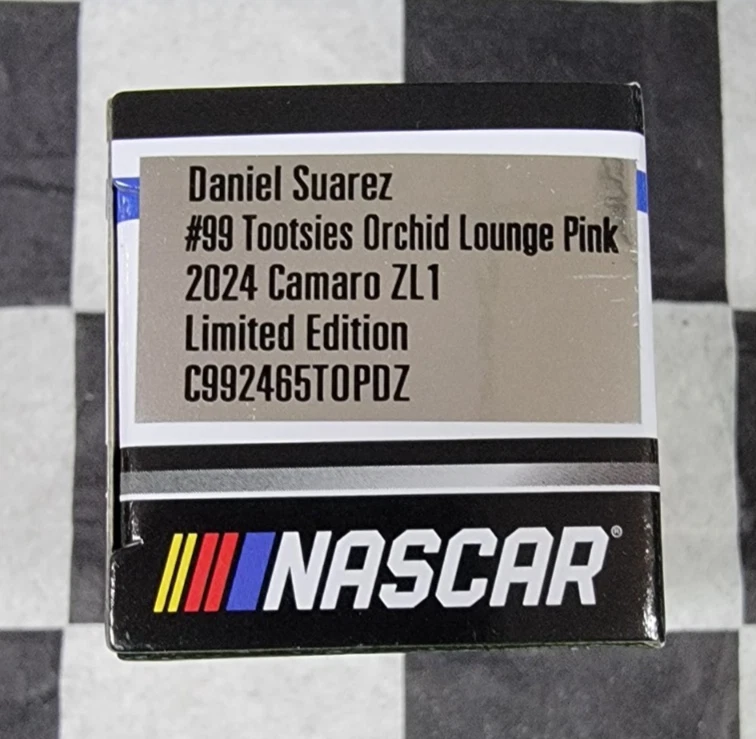 Daniel Suarez
#99 Tootsies Orchid Lounge Pink
2024 Camaro ZL1
Limited Edition
C992465TOPDZ
NASCAR®